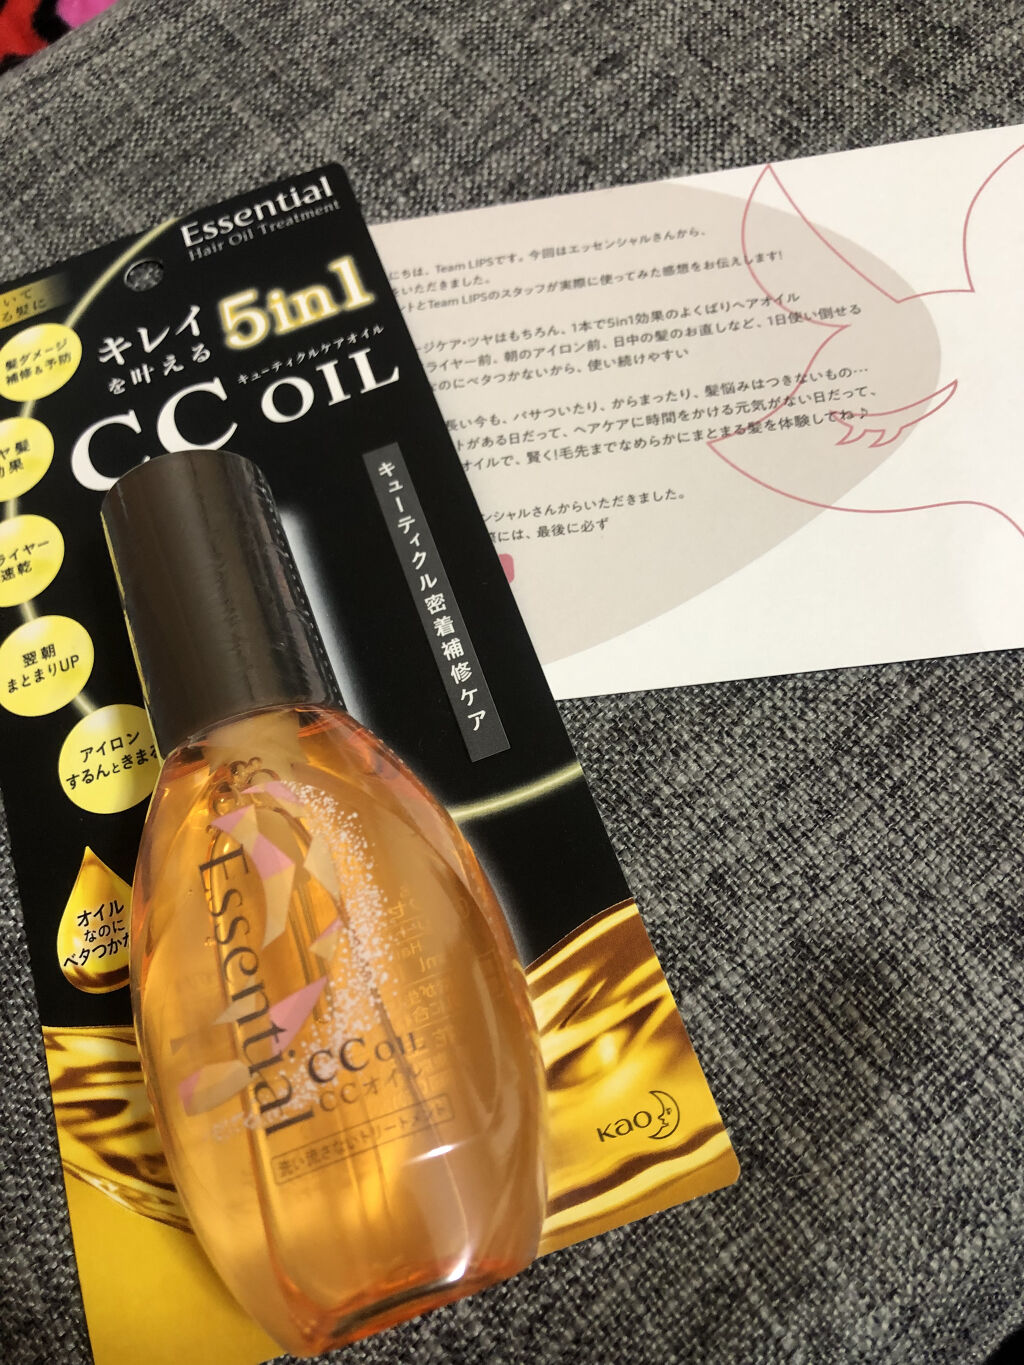 Essential
Hair Oil Treatment
いて
る髪に
キレイ
を叶える
5in1
キューティクルケアオイル
CC OIL
キューティクル密着補修ケア
髪ダメージ
補修&予防
ヤ髪
効果
ライヤー
速乾
翌朝
まとまりUP
アイロン
するんときまる
オイル
なのに
ベタつかな
Essential
CC OIL
CCオイル
洗い流さないトリートメント
Kao
にちは、Team LIPSです。今回はエッセンシャルさんから、
をいただきました。
ントとTeam LIPSのスタッフが実際に使ってみた感想をお伝えします!
ージケア・ツヤはもちろん、1本で5in1効果のよくばりヘアオイル
ライヤー前、朝のアイロン前、日中の髪のお直しなど、1日使い倒せる
なのにベタつかないから、使い続けやすい
長い今も、パサついたり、からまったり、髪悩みはつきないもの…
トがある日だって、ヘアケアに時間をかける元気がない日だって、
オイルで、賢く!毛先までなめらかにまとまる髪を体験してね♪
ンシャルさんからいただきました。
際には、最後に必ず